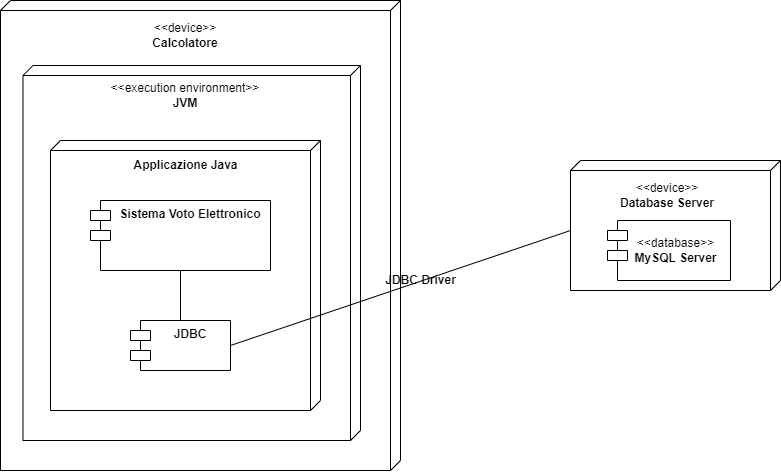 <<device>>
Calcolatore
<<execution environment>>
JVM
Applicazione Java
Sistema Voto Elettronico
JDBC
JDBC Driver
<<device>>
Database Server
<<database>>
MySQL Server